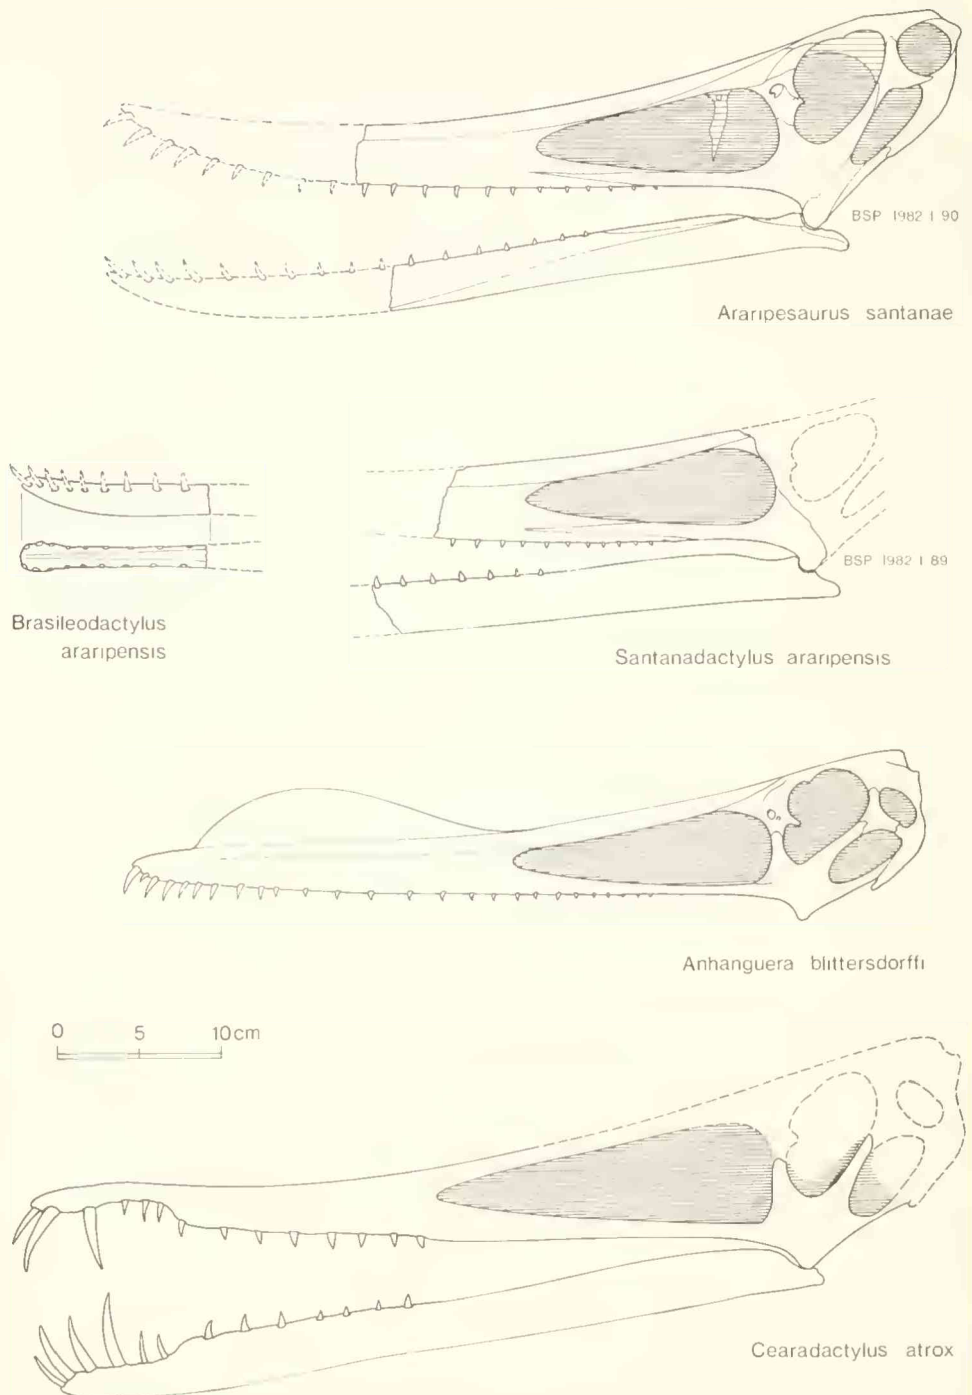 BSP 1982 I 90
Araripesaurus santanae
Brasileodactylus
araripensis
BSP 1982 I 89
Santanadactylus araripensis
Anhanguera blittersdorffi
0 5 10cm
Cearadactylus atrox